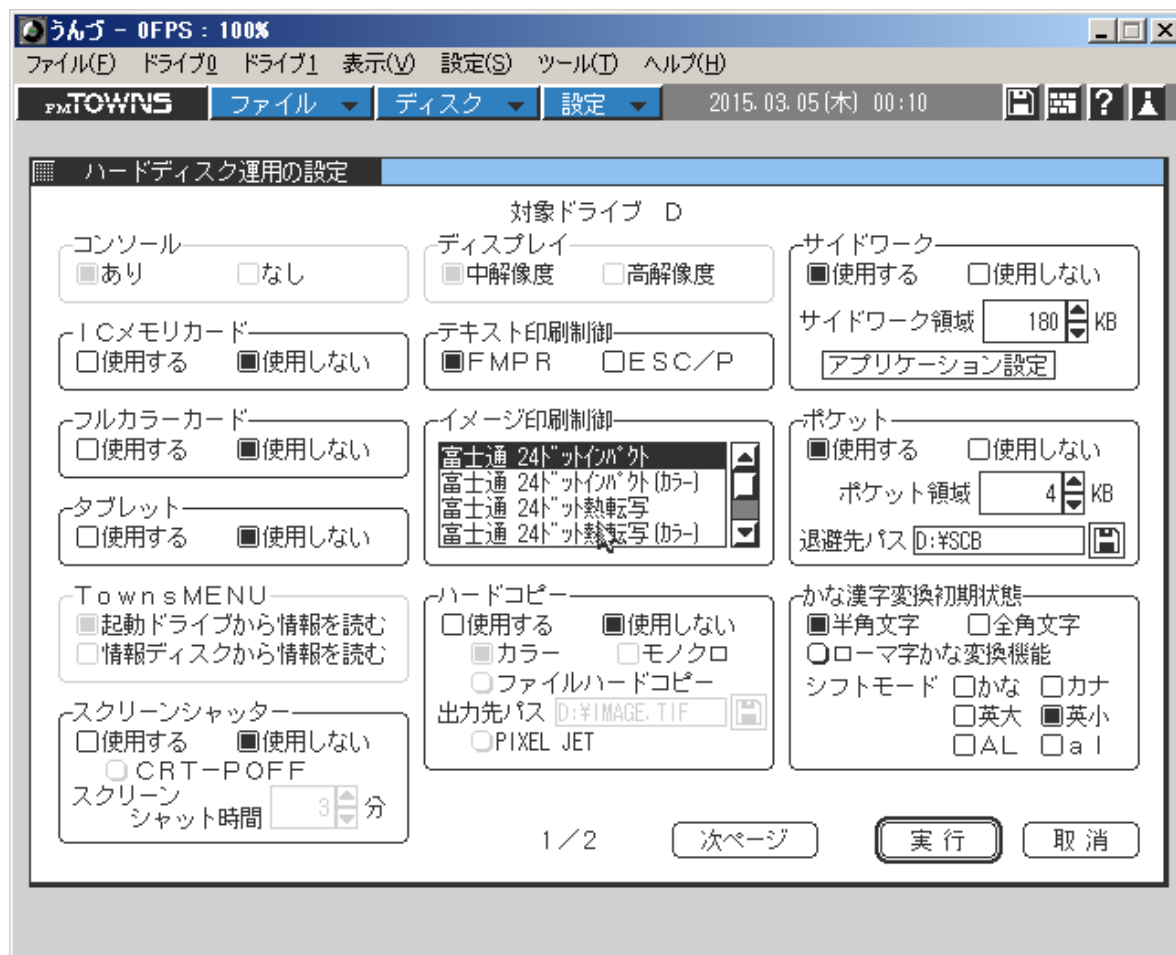 うんづ - 0FPS : 100%
ファイル(F) ドライブ0 ドライブ1 表示(V) 設定(S) ツール(T) ヘルプ(H)
FMTOWNS ファイル ディスク 設定 2015.03.05(木) 00:10 ?
ハードディスク運用の設定
対象ドライブ D
コンソール
あり なし
ICメモリカード
使用する 使用しない
フルカラーカード
使用する 使用しない
タブレット
使用する 使用しない
TownsMENU
起動ドライブから情報を読む
情報ディスクから情報を読む
スクリーンシャッター
使用する 使用しない
CRT-POFF
スクリーン
シャット時間 3 分
ディスプレイ
中解像度 高解像度
テキスト印刷制御
FMPR ESC/P
イメージ印刷制御
富士通 24ドットインパクト
富士通 24ドットインパクト(カラー)
富士通 24ドット熱転写
富士通 24ドット熱転写(カラー)
ハードコピー
使用する 使用しない
カラー モノクロ
ファイルハードコピー
出力先パス D:¥IMAGE.TIF
PIXEL JET
サイドワーク
使用する 使用しない
サイドワーク領域 180 KB
アプリケーション設定
ポケット
使用する 使用しない
ポケット領域 4 KB
退避先パス D:¥SCB
かな漢字変換初期状態
半角文字 全角文字
ローマ字かな変換機能
シフトモード かな カナ
英大 英小
AL al
1/2 次ページ 実行 取消